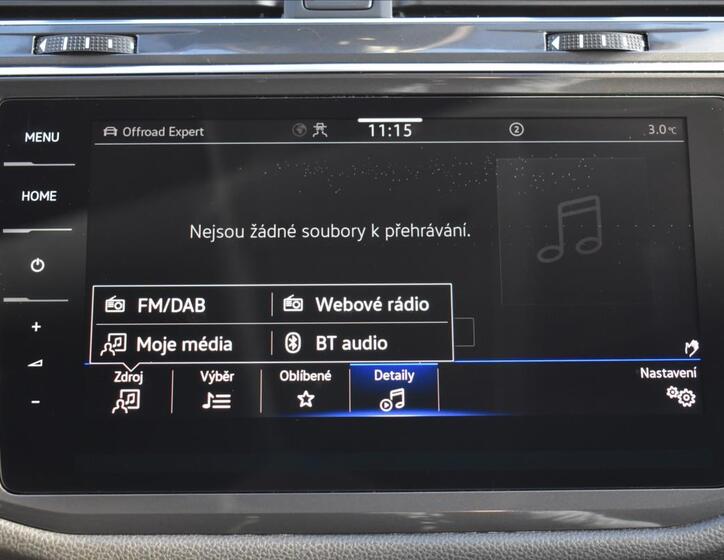 MENU
Offroad Expert
11:15
2
3.0°C
HOME
Nejsou žádné soubory k přehrávání.
FM/DAB
Webové rádio
+
Moje média
BT audio
-
Zdroj
Výběr
Oblíbené
Detaily
Nastavení